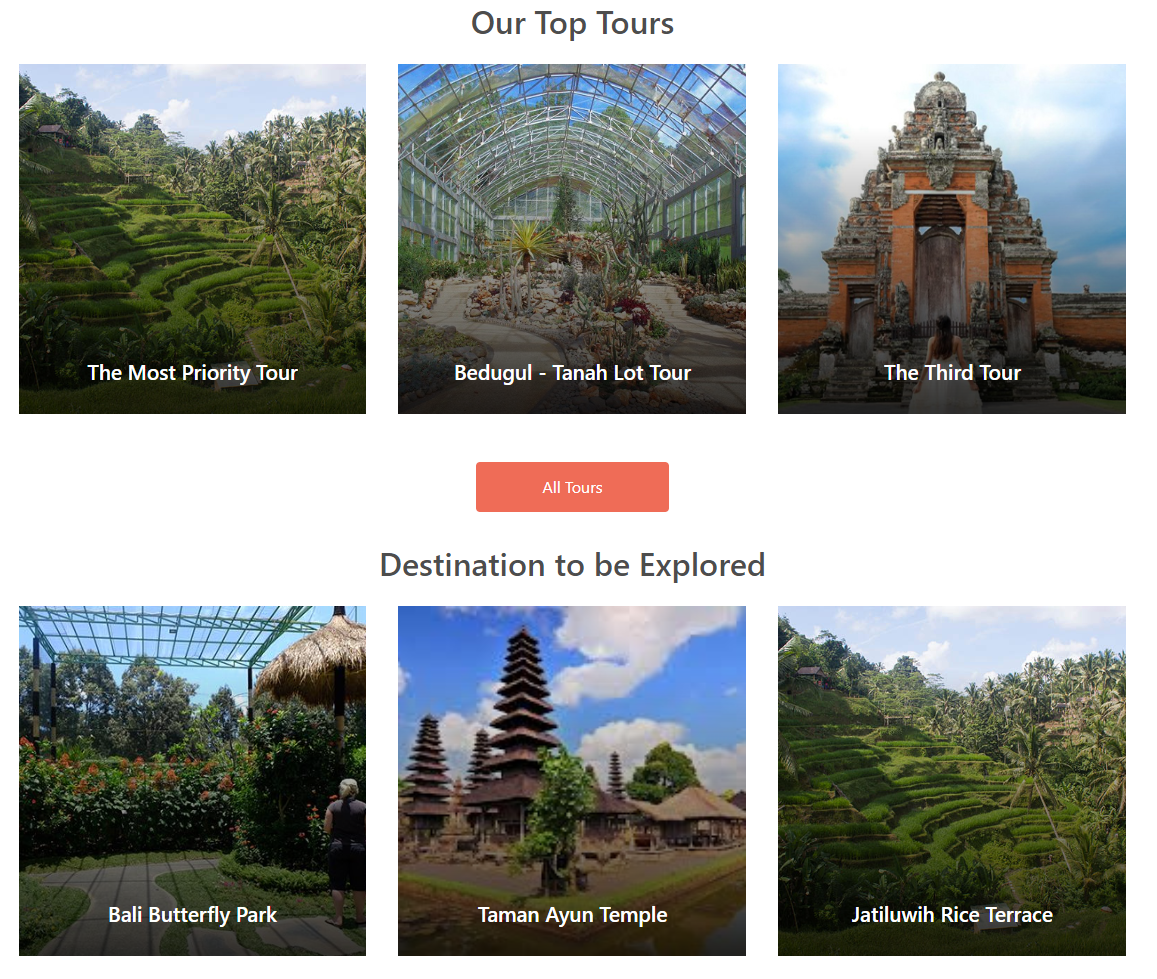 Our Top Tours
The Most Priority Tour
Bedugul - Tanah Lot Tour
The Third Tour
All Tours
Destination to be Explored
Bali Butterfly Park
Taman Ayun Temple
Jatiluwih Rice Terrace